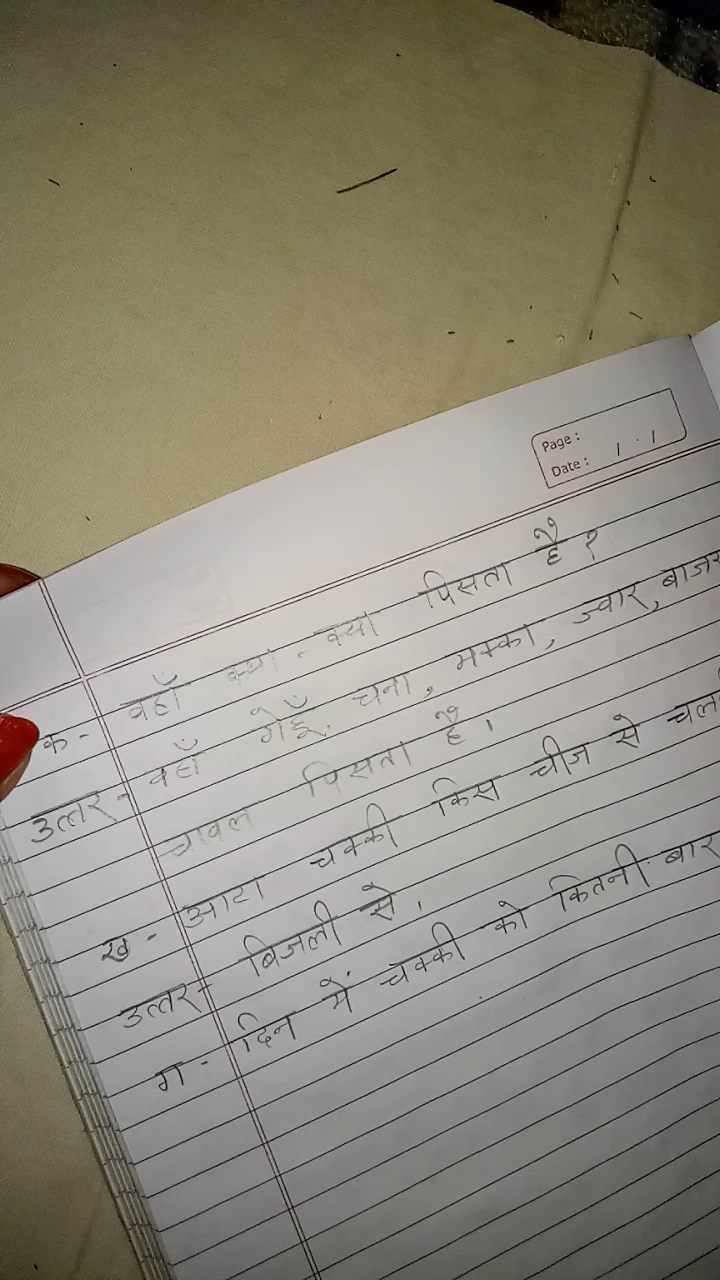 Page :
Date : / . /
क - वहाँ क्या - क्या पिसता है ?
उत्तर - वहाँ गेहूँ, चना, मक्का, ज्वार, बाजर
चावल पिसता है ।
ख - आटा चक्की किस चीज से चल
उत्तर - बिजली से ।
ग - दिन में चक्की को कितनी बार